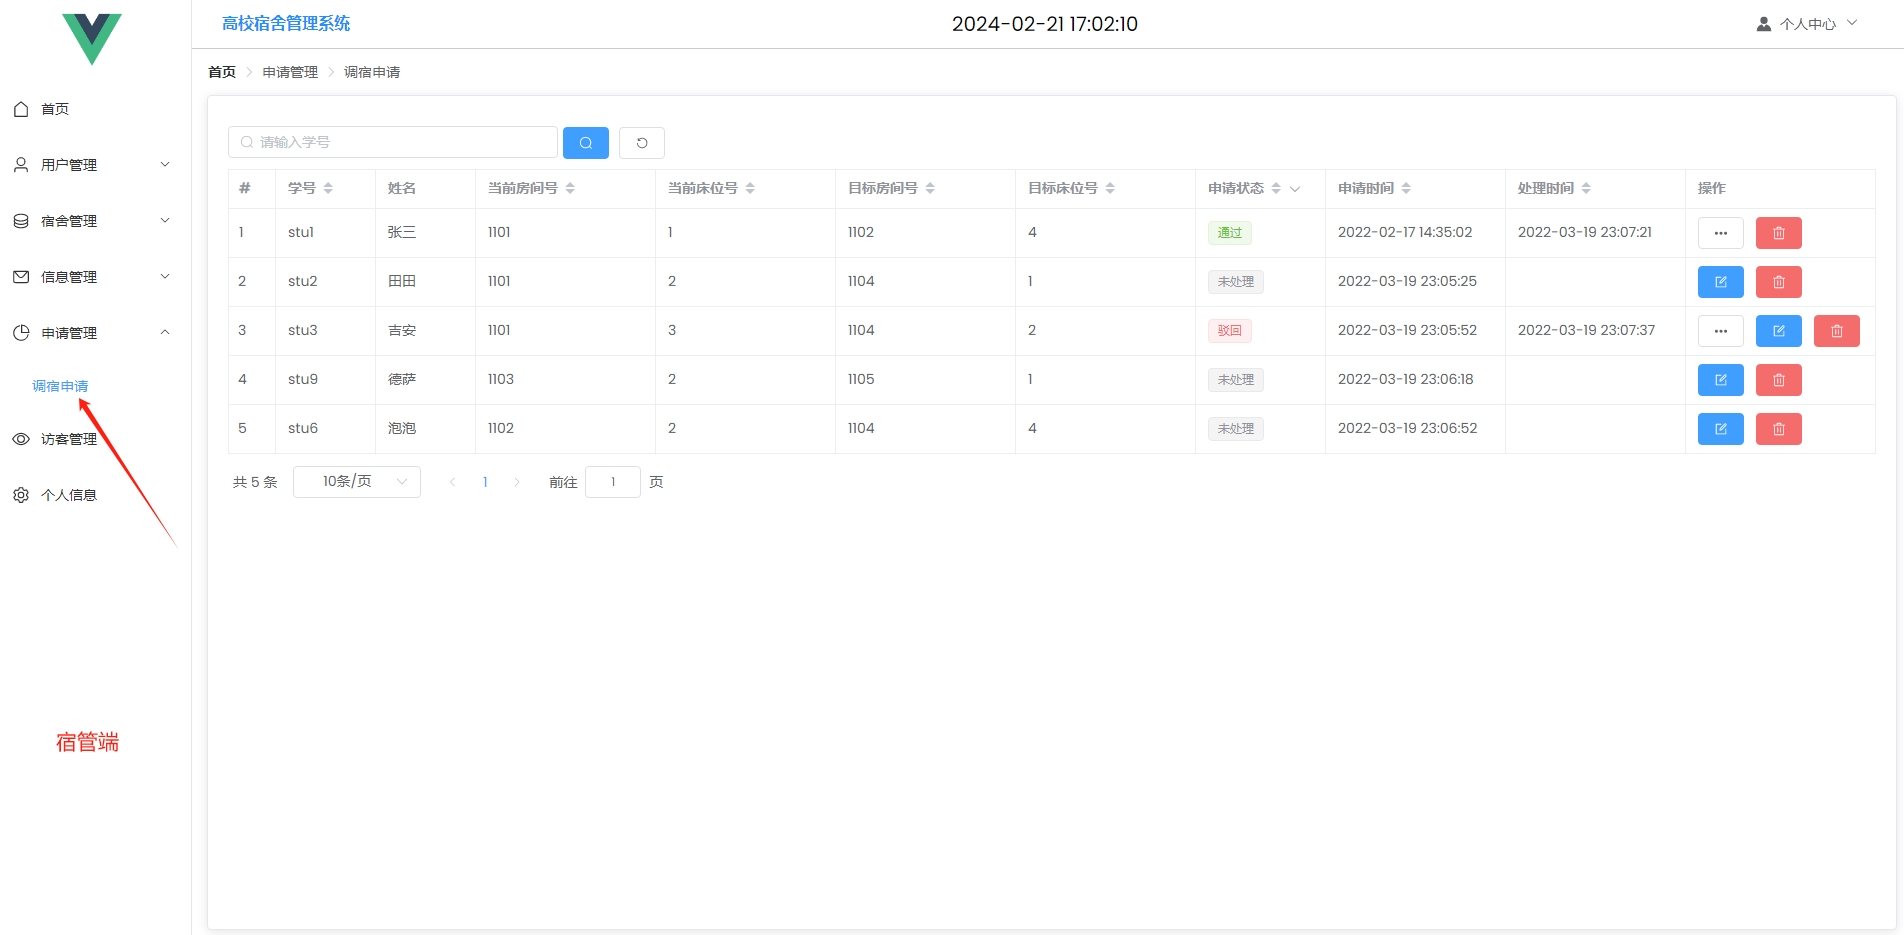 高校宿舍管理系统
2024-02-21 17:02:10
个人中心
首页
用户管理
宿舍管理
信息管理
申请管理
调宿申请
访客管理
个人信息
宿管端
首页 > 申请管理 > 调宿申请
请输入学号
# 学号 姓名 当前房间号 当前床位号 目标房间号 目标床位号 申请状态 申请时间 处理时间 操作
1 stu1 张三 1101 1 1102 4 通过 2022-02-17 14:35:02 2022-03-19 23:07:21
2 stu2 田田 1101 2 1104 1 未处理 2022-03-19 23:05:25
3 stu3 吉安 1101 3 1104 2 驳回 2022-03-19 23:05:52 2022-03-19 23:07:37
4 stu9 德萨 1103 2 1105 1 未处理 2022-03-19 23:06:18
5 stu6 泡泡 1102 2 1104 4 未处理 2022-03-19 23:06:52
共 5 条 10条/页 1 前往 1 页